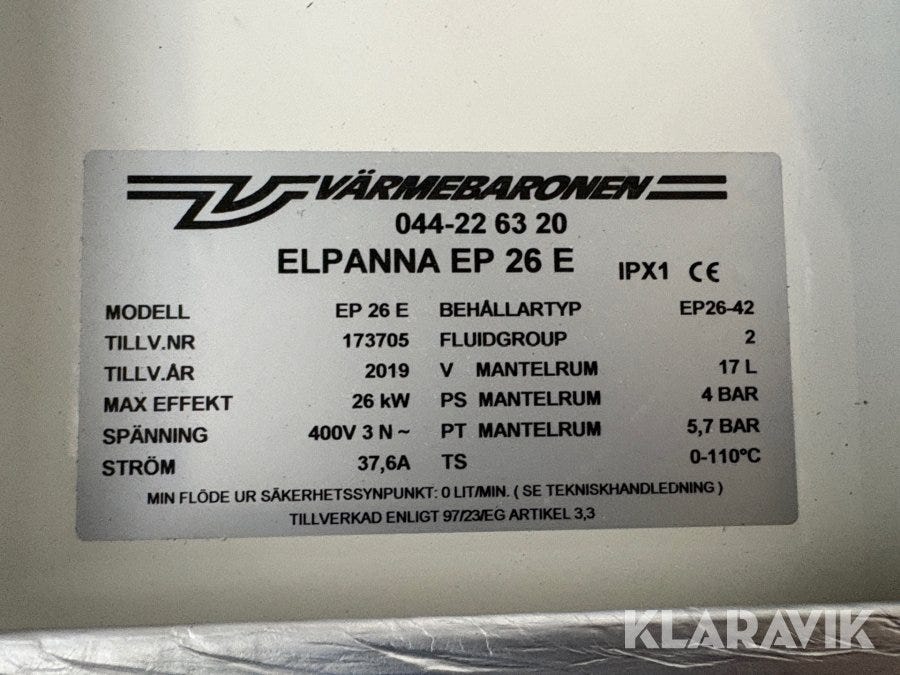 VÄRMEBARONEN
044-22 63 20
ELPANNA EP 26 E IPX1 CE
MODELL EP 26 E BEHÅLLARTYP EP26-42
TILLV.NR 173705 FLUIDGROUP 2
TILLV.ÅR 2019 V MANTELRUM 17 L
MAX EFFEKT 26 kW PS MANTELRUM 4 BAR
SPÄNNING 400V 3 N ~ PT MANTELRUM 5,7 BAR
STRÖM 37,6A TS 0-110°C
MIN FLÖDE UR SÄKERHETSSYNPUNKT: 0 LIT/MIN. ( SE TEKNISKHANDLEDNING )
TILLVERKAD ENLIGT 97/23/EG ARTIKEL 3,3
KLARAVIK